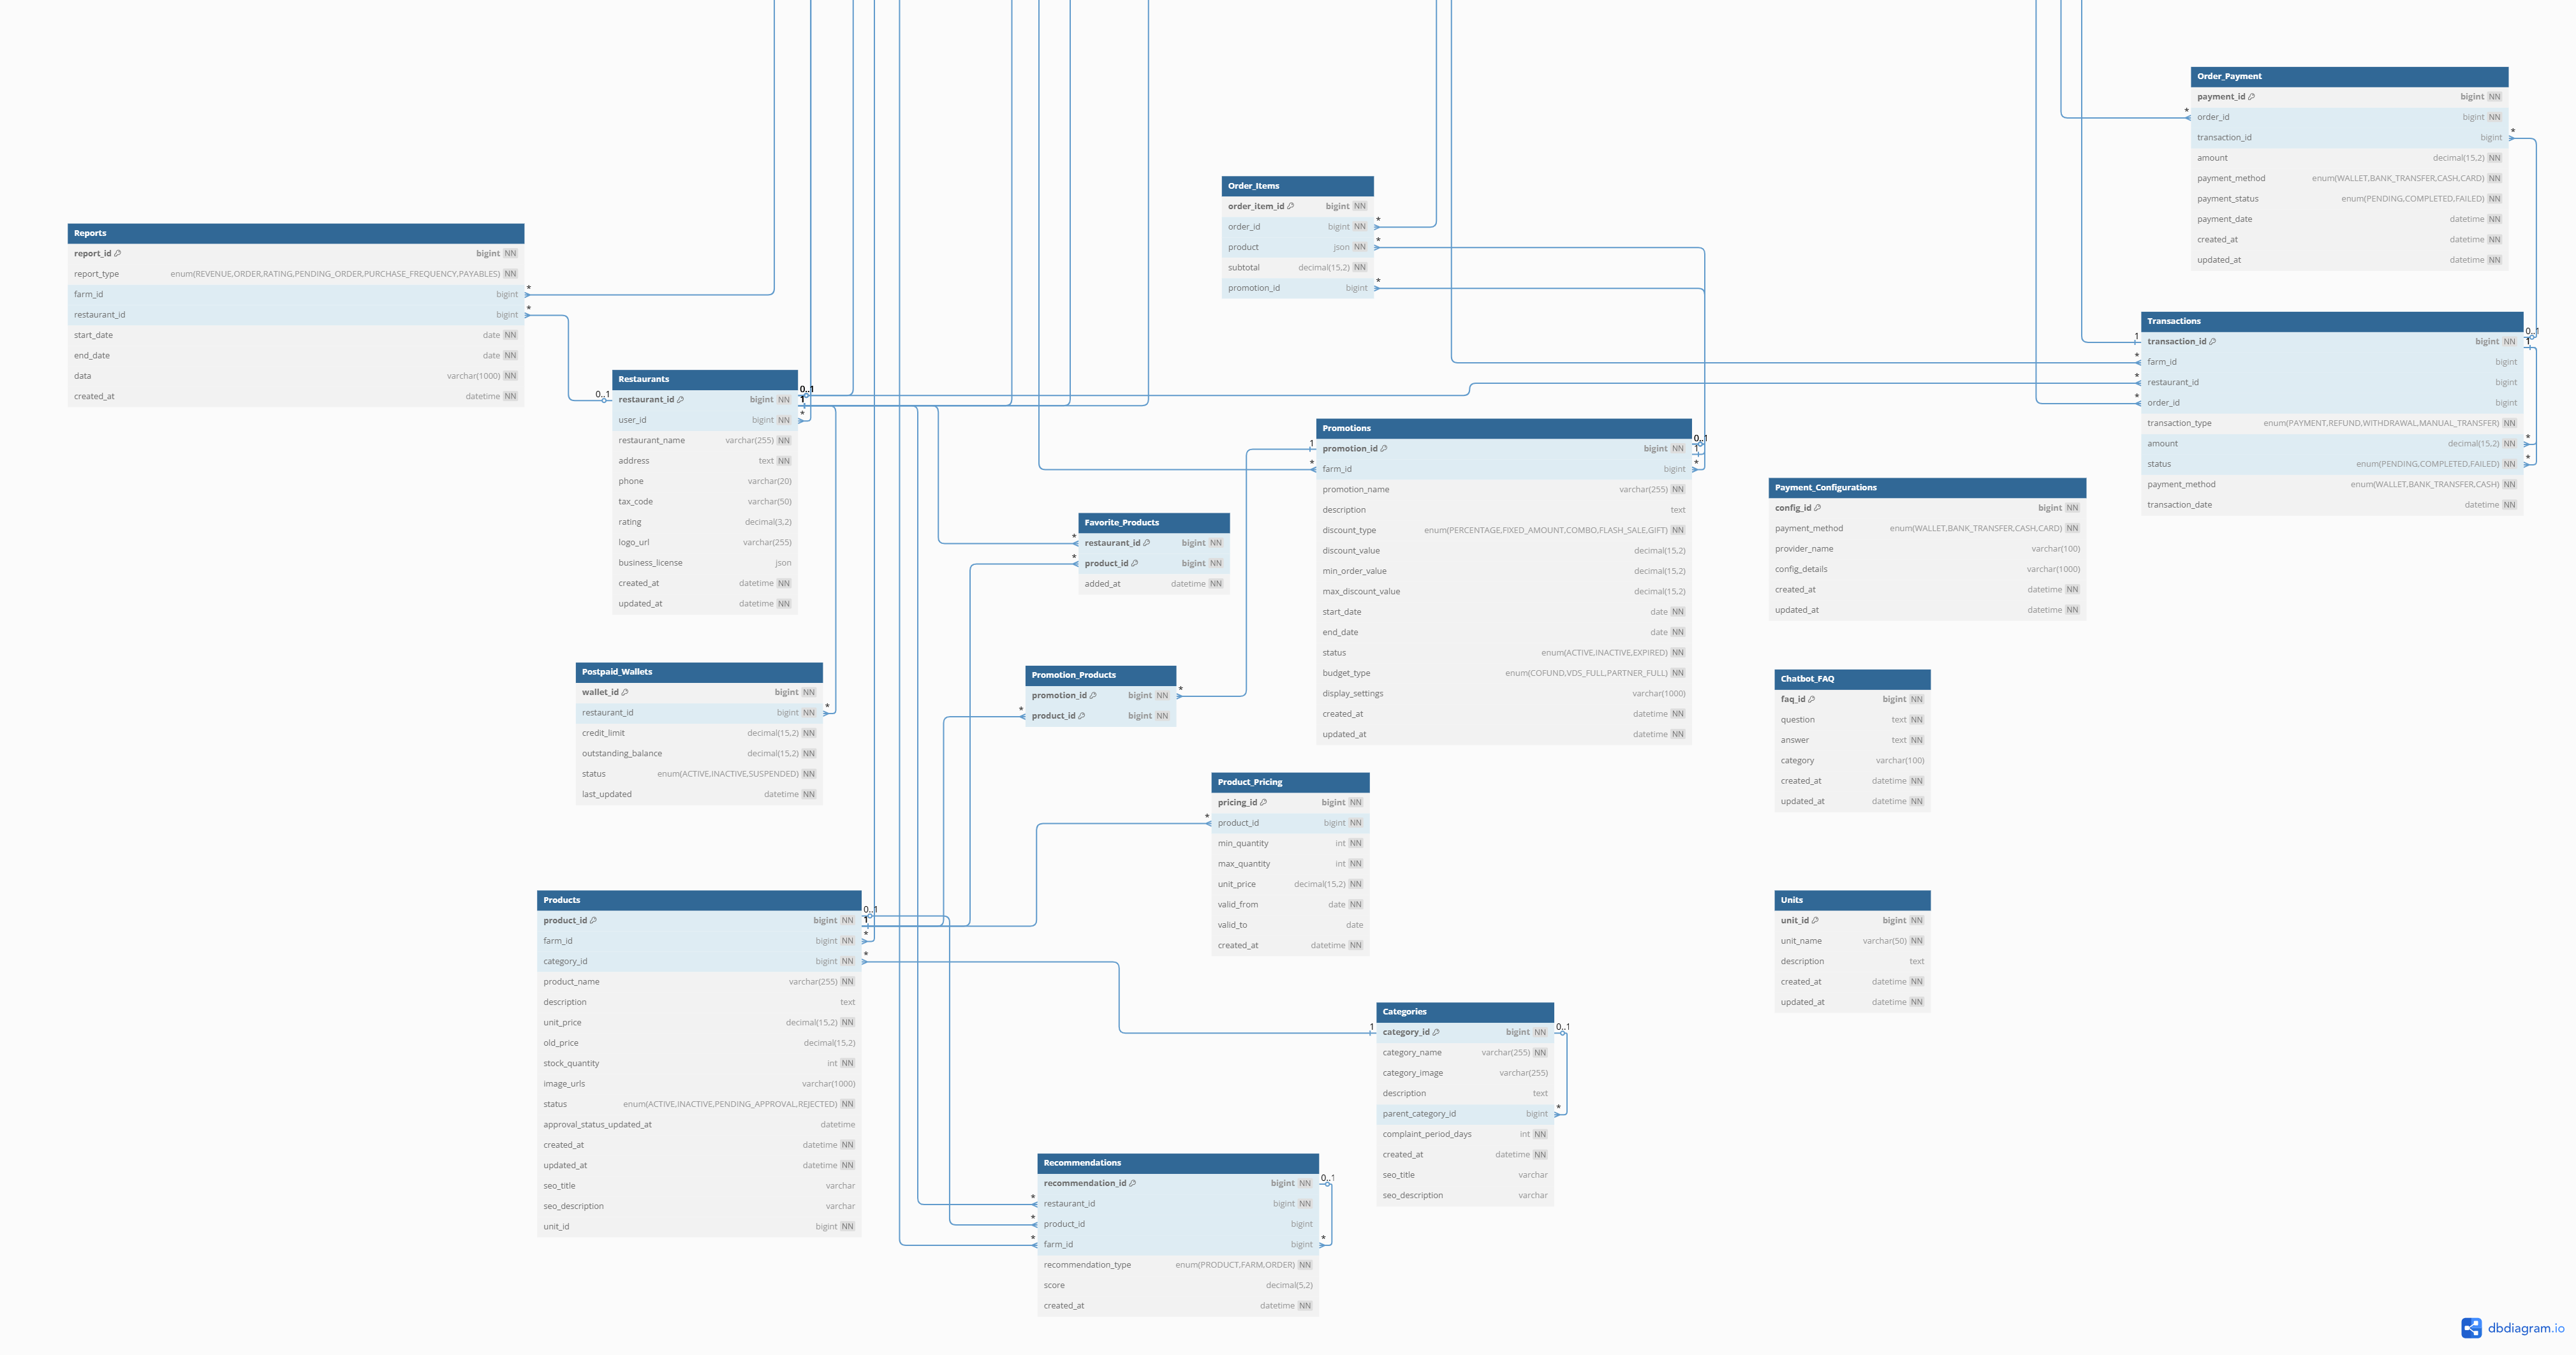 Order_Payment
payment_id bigint NN
* order_id bigint NN
transaction_id bigint *
amount decimal(15,2) NN
payment_method enum(WALLET,BANK_TRANSFER,CASH,CARD) NN
payment_status enum(PENDING,COMPLETED,FAILED) NN
payment_date datetime NN
created_at datetime NN
updated_at datetime NN
Order_Items
order_item_id bigint NN
order_id bigint NN *
product json NN *
subtotal decimal(15,2) NN
promotion_id bigint *
Reports
report_id bigint NN
report_type enum(REVENUE,ORDER,RATING,PENDING_ORDER,PURCHASE_FREQUENCY,PAYABLES) NN
farm_id bigint *
restaurant_id bigint *
start_date date NN
end_date date NN
data varchar(1000) NN
created_at datetime NN
Transactions
1 transaction_id bigint NN 0..1 1
* farm_id bigint
* restaurant_id bigint
* order_id bigint
transaction_type enum(PAYMENT,REFUND,WITHDRAWAL,MANUAL_TRANSFER) NN
amount decimal(15,2) NN *
status enum(PENDING,COMPLETED,FAILED) NN *
payment_method enum(WALLET,BANK_TRANSFER,CASH) NN
transaction_date datetime NN
Restaurants
0..1 restaurant_id bigint NN 0..1 1
user_id bigint NN *
restaurant_name varchar(255) NN
address text NN
phone varchar(20)
tax_code varchar(50)
rating decimal(3,2)
logo_url varchar(255)
business_license json
created_at datetime NN
updated_at datetime NN
Promotions
1 promotion_id bigint NN 0..1 1
* farm_id bigint *
promotion_name varchar(255) NN
description text
discount_type enum(PERCENTAGE,FIXED_AMOUNT,COMBO,FLASH_SALE,GIFT) NN
discount_value decimal(15,2)
min_order_value decimal(15,2)
max_discount_value decimal(15,2)
start_date date NN
end_date date NN
status enum(ACTIVE,INACTIVE,EXPIRED) NN
budget_type enum(COFUND,VDS_FULL,PARTNER_FULL) NN
display_settings varchar(1000)
created_at datetime NN
updated_at datetime NN
Payment_Configurations
config_id bigint NN
payment_method enum(WALLET,BANK_TRANSFER,CASH,CARD) NN
provider_name varchar(100)
config_details varchar(1000)
created_at datetime NN
updated_at datetime NN
Favorite_Products
* restaurant_id bigint NN
* product_id bigint NN
added_at datetime NN
Postpaid_Wallets
wallet_id bigint NN
restaurant_id bigint NN *
credit_limit decimal(15,2) NN
outstanding_balance decimal(15,2) NN
status enum(ACTIVE,INACTIVE,SUSPENDED) NN
last_updated datetime NN
Promotion_Products
promotion_id bigint NN *
* product_id bigint NN
Chatbot_FAQ
faq_id bigint NN
question text NN
answer text NN
category varchar(100)
created_at datetime NN
updated_at datetime NN
Product_Pricing
pricing_id bigint NN
* product_id bigint NN
min_quantity int NN
max_quantity int NN
unit_price decimal(15,2) NN
valid_from date NN
valid_to date
created_at datetime NN
Products
product_id bigint NN 0..1 1
farm_id bigint NN *
category_id bigint NN *
product_name varchar(255) NN
description text
unit_price decimal(15,2) NN
old_price decimal(15,2)
stock_quantity int NN
image_urls varchar(1000)
status enum(ACTIVE,INACTIVE,PENDING_APPROVAL,REJECTED) NN
approval_status_updated_at datetime
created_at datetime NN
updated_at datetime NN
seo_title varchar
seo_description varchar
unit_id bigint NN
Units
unit_id bigint NN
unit_name varchar(50) NN
description text
created_at datetime NN
updated_at datetime NN
Categories
1 category_id bigint NN 0..1
category_name varchar(255) NN
category_image varchar(255)
description text
parent_category_id bigint *
complaint_period_days int NN
created_at datetime NN
seo_title varchar
seo_description varchar
Recommendations
recommendation_id bigint NN 0..1
* restaurant_id bigint NN
* product_id bigint
* farm_id bigint *
recommendation_type enum(PRODUCT,FARM,ORDER) NN
score decimal(5,2)
created_at datetime NN
dbdiagram.io